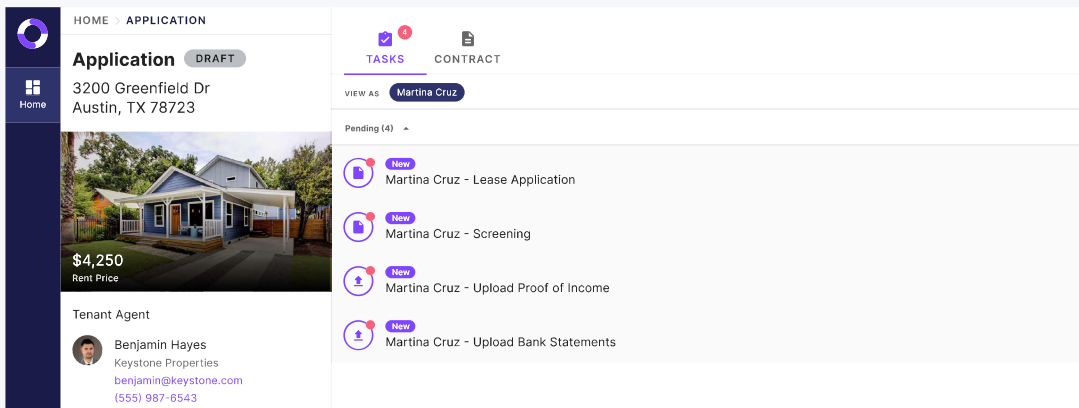 HOME > APPLICATION
Application DRAFT
3200 Greenfield Dr
Austin, TX 78723
Home
$4,250
Rent Price
Tenant Agent
Benjamin Hayes
Keystone Properties
benjamin@keystone.com
(555) 987-6543
4
TASKS CONTRACT
VIEW AS Martina Cruz
Pending (4)
New
Martina Cruz - Lease Application
New
Martina Cruz - Screening
New
Martina Cruz - Upload Proof of Income
New
Martina Cruz - Upload Bank Statements